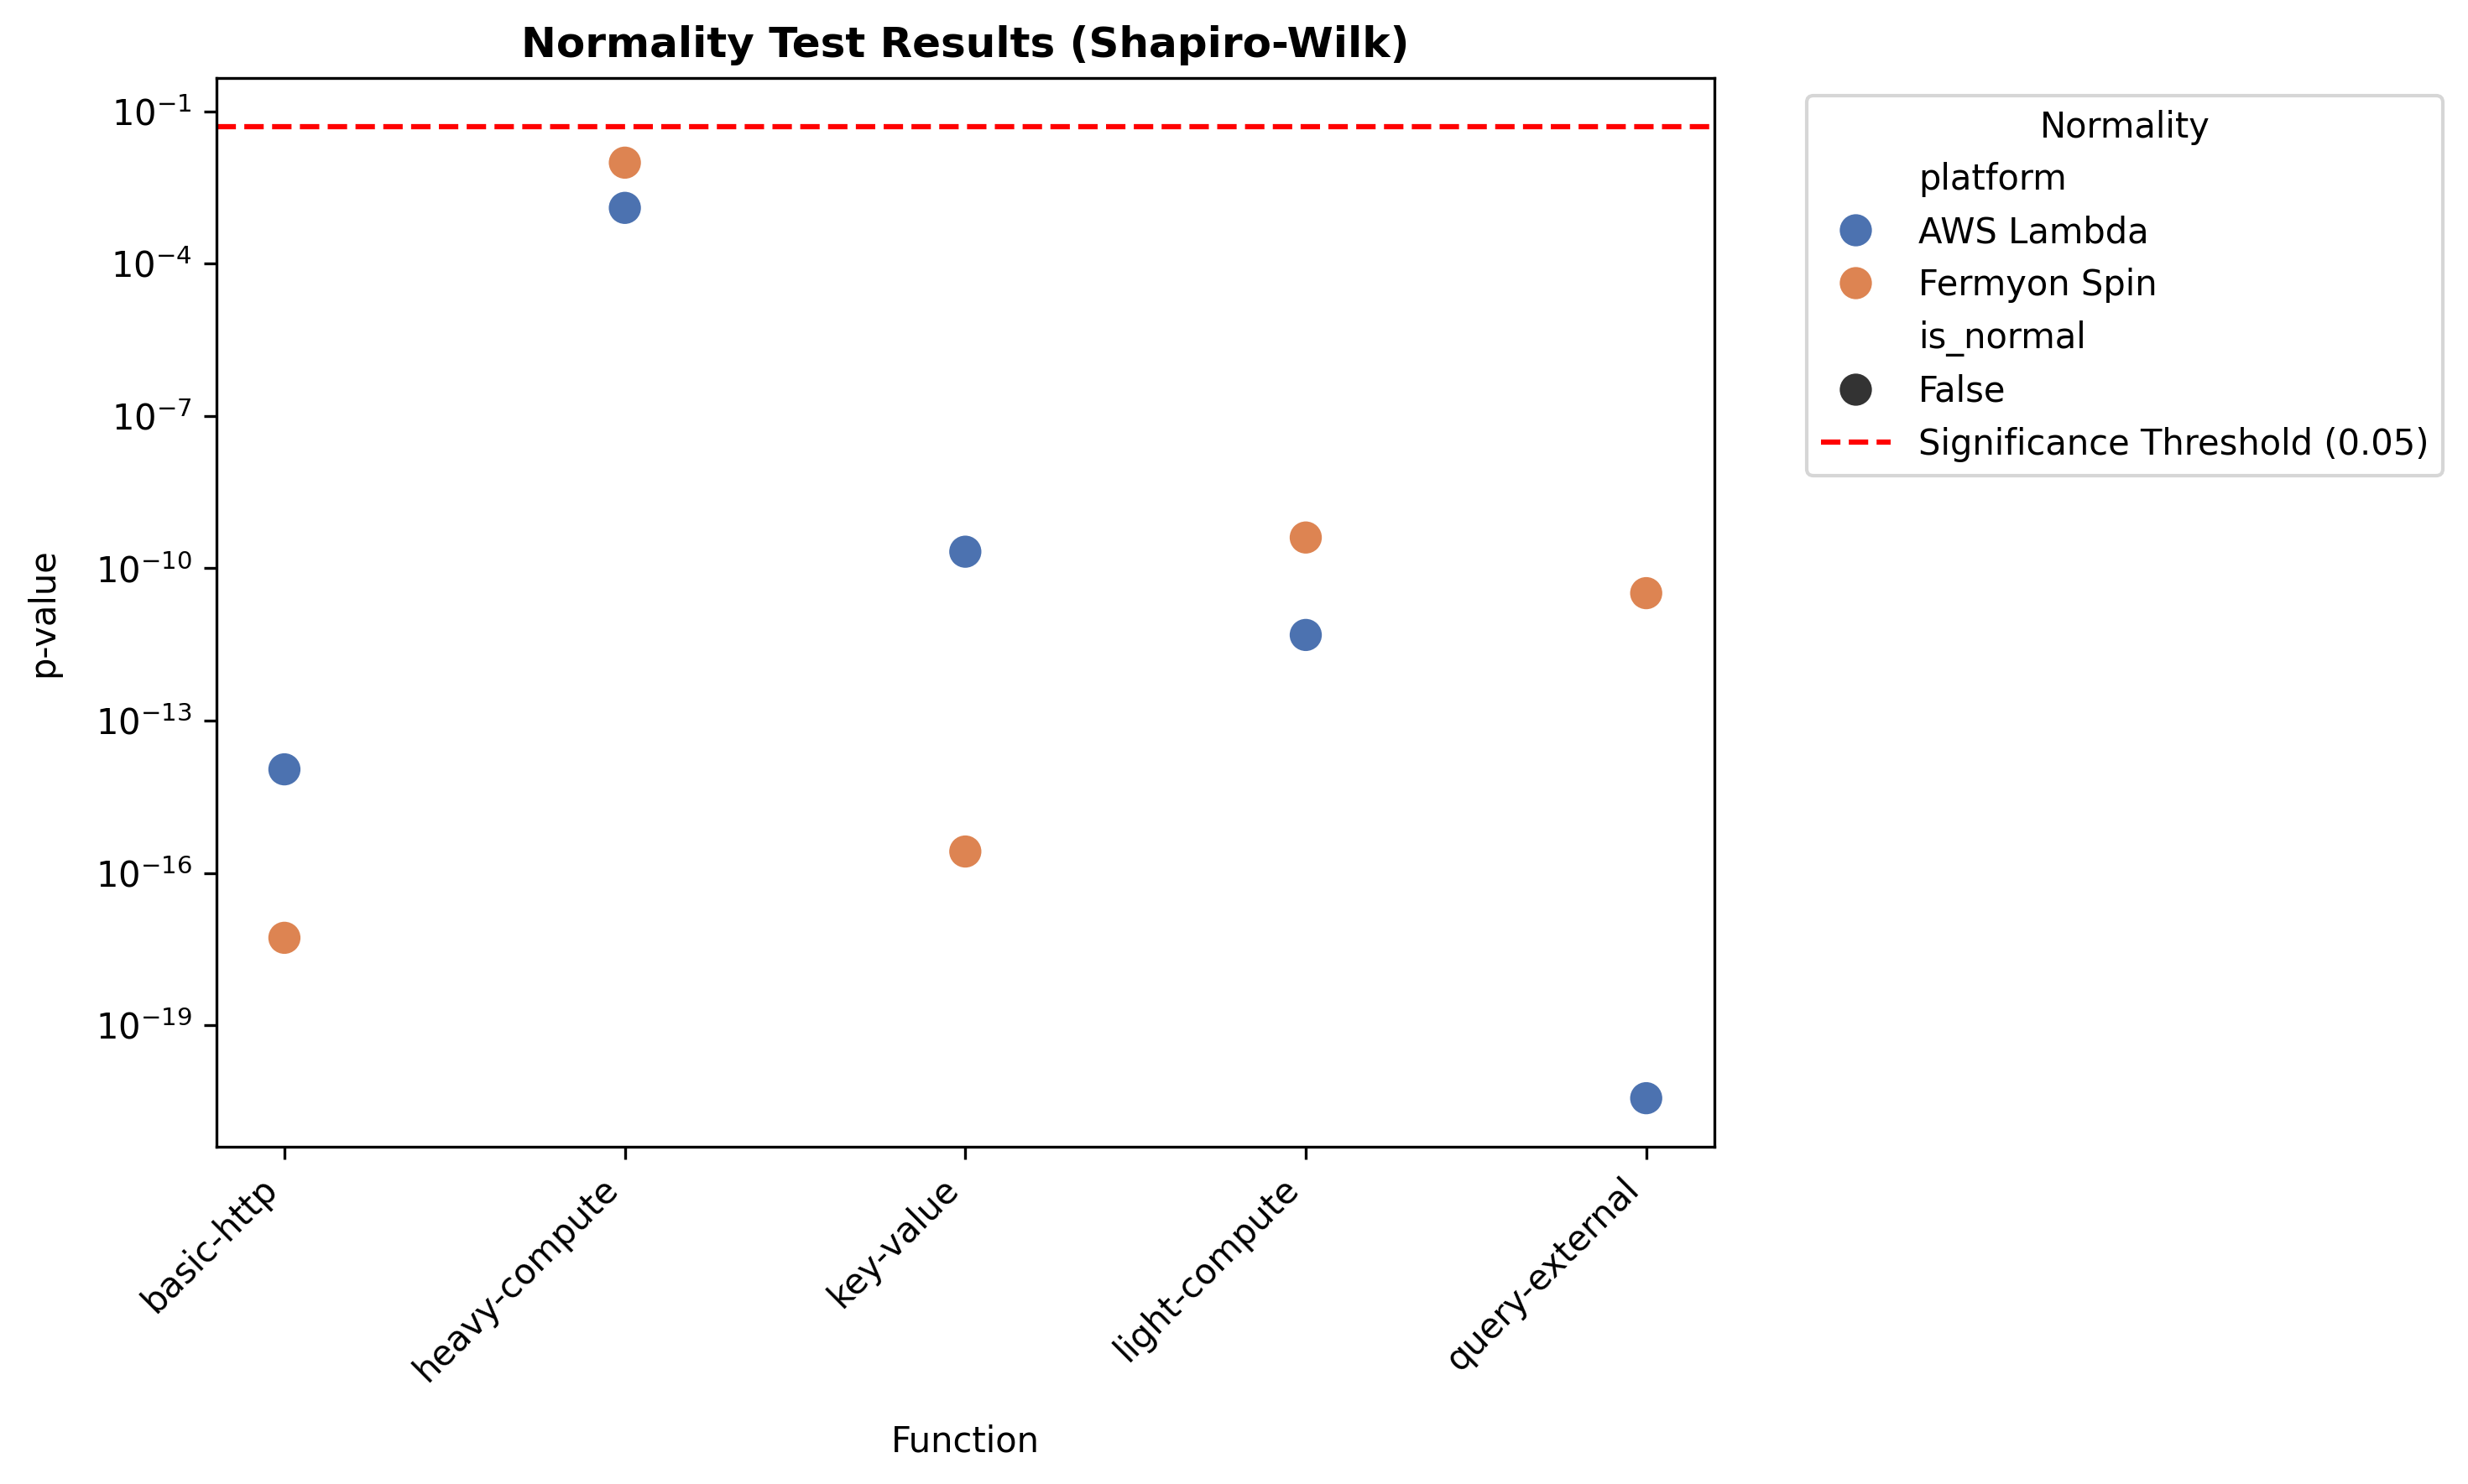 Normality Test Results (Shapiro-Wilk)
10⁻¹
10⁻⁴
10⁻⁷
10⁻¹⁰
10⁻¹³
10⁻¹⁶
10⁻¹⁹
p-value
basic-http
heavy-compute
key-value
light-compute
query-external
Function
Normality
platform
AWS Lambda
Fermyon Spin
is_normal
False
Significance Threshold (0.05)